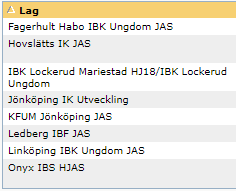 Lag
Fagerhult Habo IBK Ungdom JAS
Hovslätts IK JAS
IBK Lockerud Mariestad HJ18/IBK Lockerud
Ungdom
Jönköping IK Utveckling
KFUM Jönköping JAS
Ledberg IBF JAS
Linköping IBK Ungdom JAS
Onyx IBS HJAS